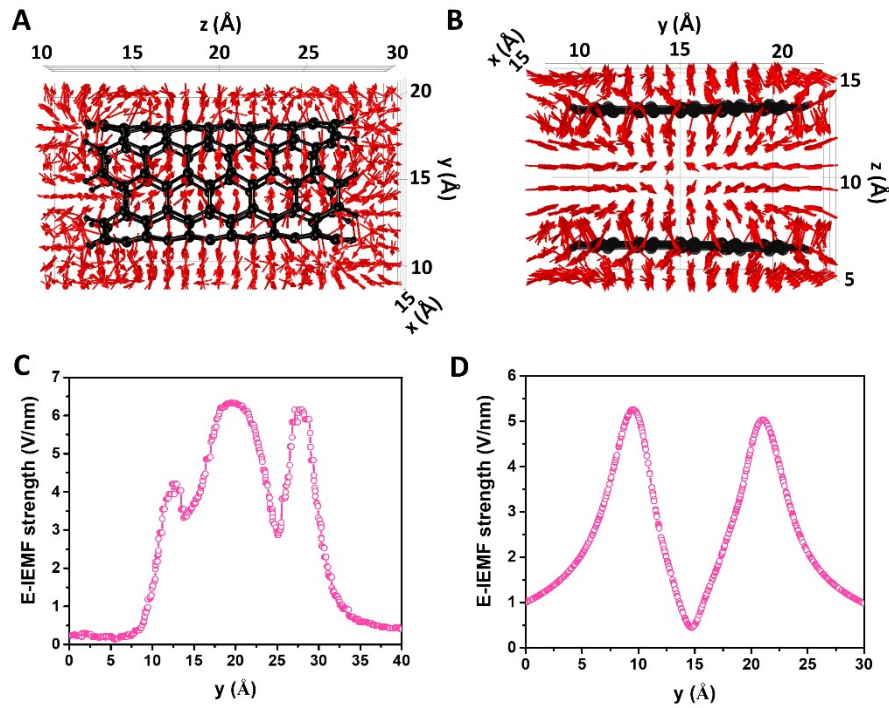 A
z (Å)
10 15 20 25 30
20
15
10
y (Å)
15
x (Å)
B
y (Å)
10 15 20
x (Å)
15
15
10
5
z (Å)
C
7
6
5
4
3
2
1
0
E-IEMF strength (V/nm)
0 5 10 15 20 25 30 35 40
y (Å)
D
6
5
4
3
2
1
0
E-IEMF strength (V/nm)
0 5 10 15 20 25 30
y (Å)